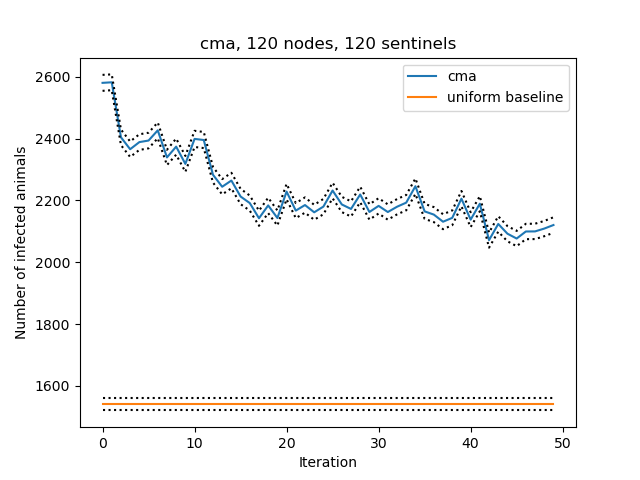 cma, 120 nodes, 120 sentinels
cma
uniform baseline
Number of infected animals
2600
2400
2200
2000
1800
1600
0
10
20
30
40
50
Iteration